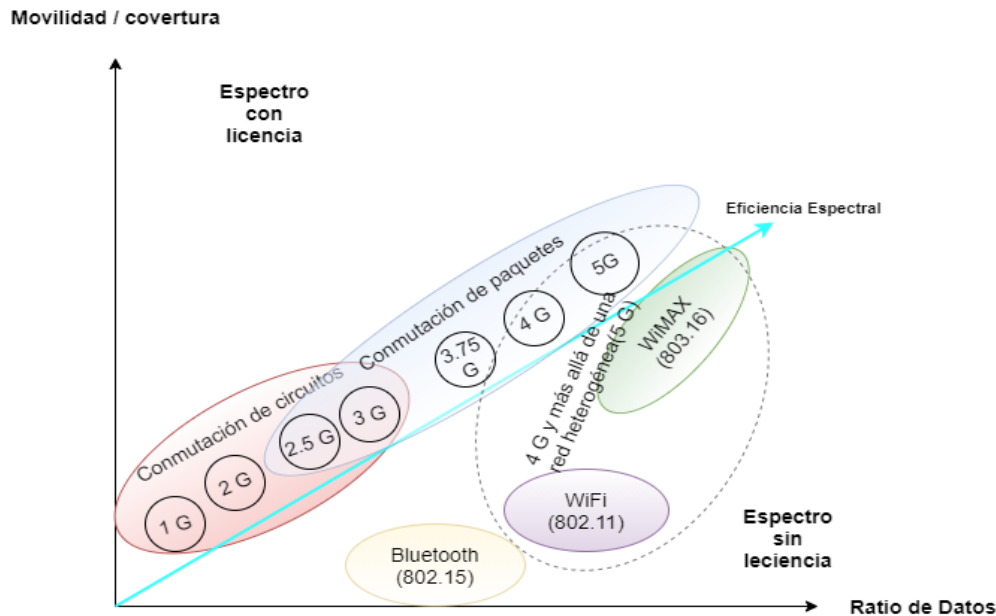 Movilidad / covertura
Espectro
con
licencia
Eficiencia Espectral
Conmutación de paquetes
5G
4 G
3.75
G
Conmutación de circuitos
3 G
2.5 G
2 G
1 G
4 G y más allá de una
red heterogénea(5 G)
WiMAX
(803.16)
WiFi
(802.11)
Bluetooth
(802.15)
Espectro
sin
leciencia
Ratio de Datos